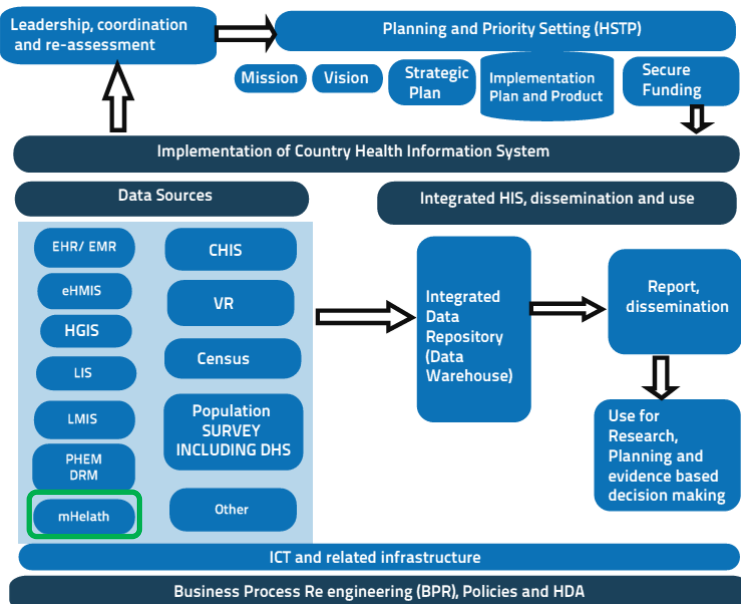 Leadership, coordination
and re-assessment
Planning and Priority Setting (HSTP)
Mission
Vision
Strategic
Plan
Implementation
Plan and Product
Secure
Funding
Implementation of Country Health Information System
Data Sources
Integrated HIS, dissemination and use
EHR/ EMR
eHMIS
HGIS
LIS
LMIS
PHEM
DRM
mHelath
CHIS
VR
Census
Population
SURVEY
INCLUDING DHS
Other
Integrated
Data
Repository
(Data
Warehouse)
Report,
dissemination
Use for
Research,
Planning and
evidence based
decision making
ICT and related infrastructure
Business Process Re engineering (BPR), Policies and HDA